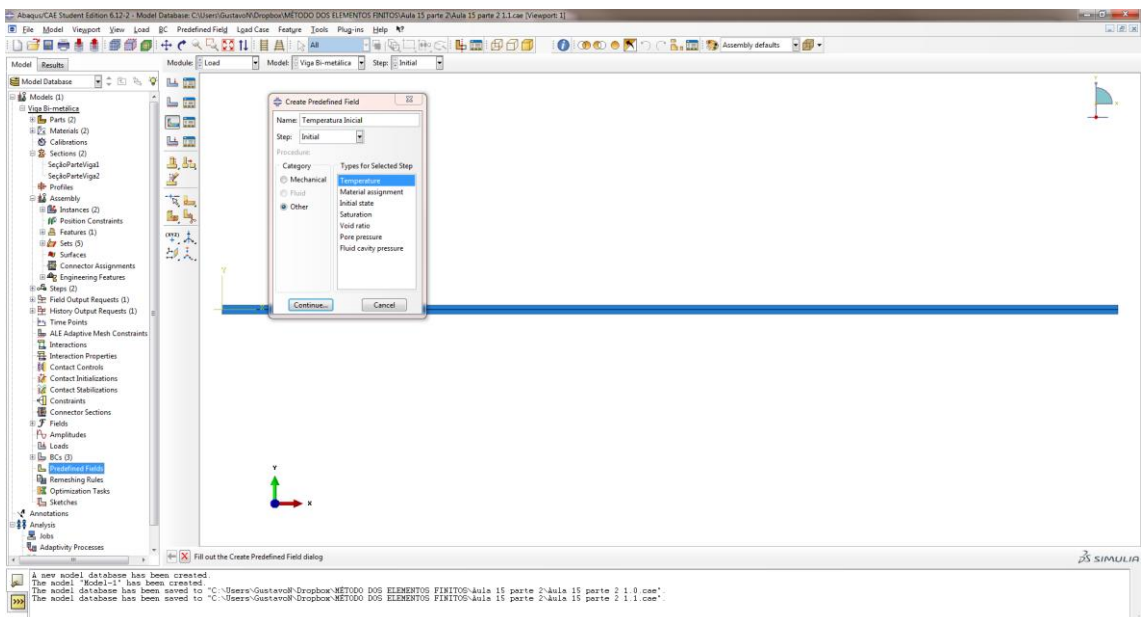 Abaqus/CAE Student Edition 6.12-2 - Model Database: C:\Users\GustavoN\Dropbox\MÉTODO DOS ELEMENTOS FINITOS\Aula 15 parte 2\Aula 15 parte 2 1.1.cae [Viewport: 1]
File Model Viewport View Load BC Predefined Field Load Case Feature Tools Plug-ins Help
All
Assembly defaults
Model Results
Module: Load Model: Viga Bi-metálica Step: Initial
Model Database
Models (1)
Viga Bi-metálica
Parts (2)
Materials (2)
Calibrations
Sections (2)
SeçãoParteViga1
SeçãoParteViga2
Profiles
Assembly
Instances (2)
Position Constraints
Features (1)
Sets (5)
Surfaces
Connector Assignments
Engineering Features
Steps (2)
Field Output Requests (1)
History Output Requests (1)
Time Points
ALE Adaptive Mesh Constraints
Interactions
Interaction Properties
Contact Controls
Contact Initializations
Contact Stabilizations
Constraints
Connector Sections
Fields
Amplitudes
Loads
BCs (3)
Predefined Fields
Remeshing Rules
Optimization Tasks
Sketches
Annotations
Analysis
Jobs
Adaptivity Processes
Create Predefined Field
Name: Temperatura Inicial
Step: Initial
Procedure:
Category
Mechanical
Fluid
Other
Types for Selected Step
Temperature
Material assignment
Initial state
Saturation
Void ratio
Pore pressure
Fluid cavity pressure
Continue... Cancel
Y
Y
X
Fill out the Create Predefined Field dialog
SIMULIA
A new model database has been created.
The model "Model-1" has been created.
The model database has been saved to "C:\Users\GustavoN\Dropbox\MÉTODO DOS ELEMENTOS FINITOS\Aula 15 parte 2\Aula 15 parte 2 1.0.cae".
The model database has been saved to "C:\Users\GustavoN\Dropbox\MÉTODO DOS ELEMENTOS FINITOS\Aula 15 parte 2\Aula 15 parte 2 1.1.cae".